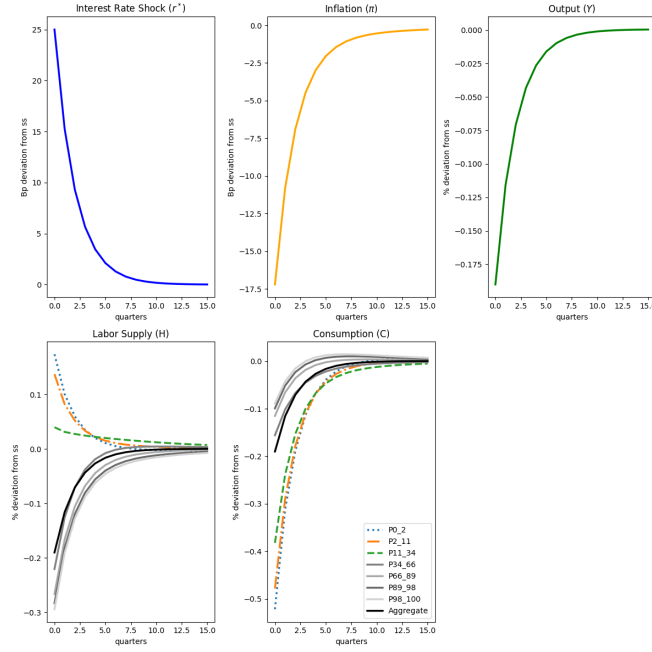 Interest Rate Shock (r*)
Bp deviation from ss
25
20
15
10
5
0
0.0 2.5 5.0 7.5 10.0 12.5 15.0
quarters
Inflation (π)
Bp deviation from ss
0.0
−2.5
−5.0
−7.5
−10.0
−12.5
−15.0
−17.5
0.0 2.5 5.0 7.5 10.0 12.5 15.0
quarters
Output (Y)
% deviation from ss
0.000
−0.025
−0.050
−0.075
−0.100
−0.125
−0.150
−0.175
0.0 2.5 5.0 7.5 10.0 12.5 15.0
quarters
Labor Supply (H)
% deviation from ss
0.1
0.0
−0.1
−0.2
−0.3
0.0 2.5 5.0 7.5 10.0 12.5 15.0
quarters
Consumption (C)
% deviation from ss
0.0
−0.1
−0.2
−0.3
−0.4
−0.5
0.0 2.5 5.0 7.5 10.0 12.5 15.0
quarters
P0_2
P2_11
P11_34
P34_66
P66_89
P89_98
P98_100
Aggregate